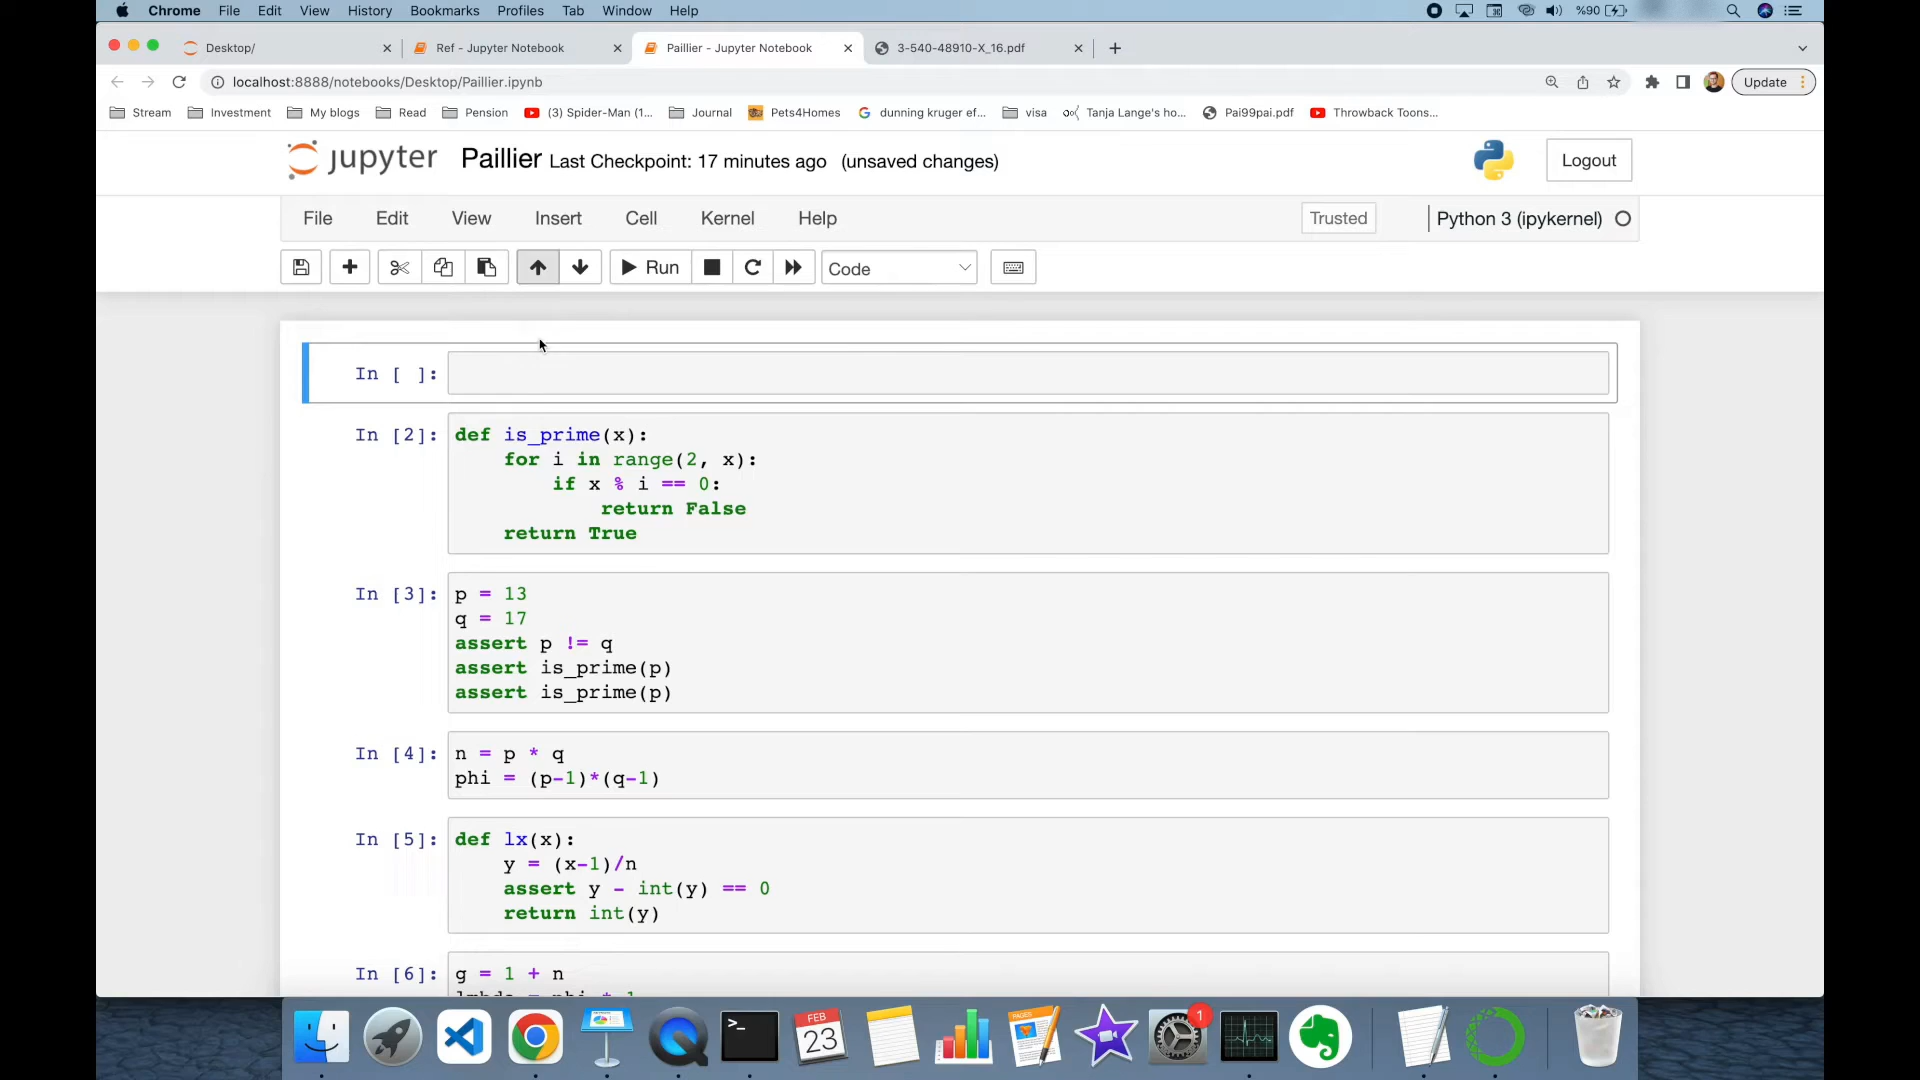 Chrome File Edit View History Bookmarks Profiles Tab Window Help %90
Desktop/ Ref - Jupyter Notebook Paillier - Jupyter Notebook 3-540-48910-X_16.pdf
localhost:8888/notebooks/Desktop/Paillier.ipynb Update
Stream Investment My blogs Read Pension (3) Spider-Man (1... Journal Pets4Homes dunning kruger ef... visa Tanja Lange's ho... Pai99pai.pdf Throwback Toons...
jupyter Paillier Last Checkpoint: 17 minutes ago (unsaved changes) Logout
File Edit View Insert Cell Kernel Help Trusted Python 3 (ipykernel)
Run Code
In [ ]:
In [2]: def is_prime(x):
for i in range(2, x):
if x % i == 0:
return False
return True
In [3]: p = 13
q = 17
assert p != q
assert is_prime(p)
assert is_prime(p)
In [4]: n = p * q
phi = (p-1)*(q-1)
In [5]: def lx(x):
y = (x-1)/n
assert y - int(y) == 0
return int(y)
In [6]: g = 1 + n
>_ FEB 23 PAGES 1